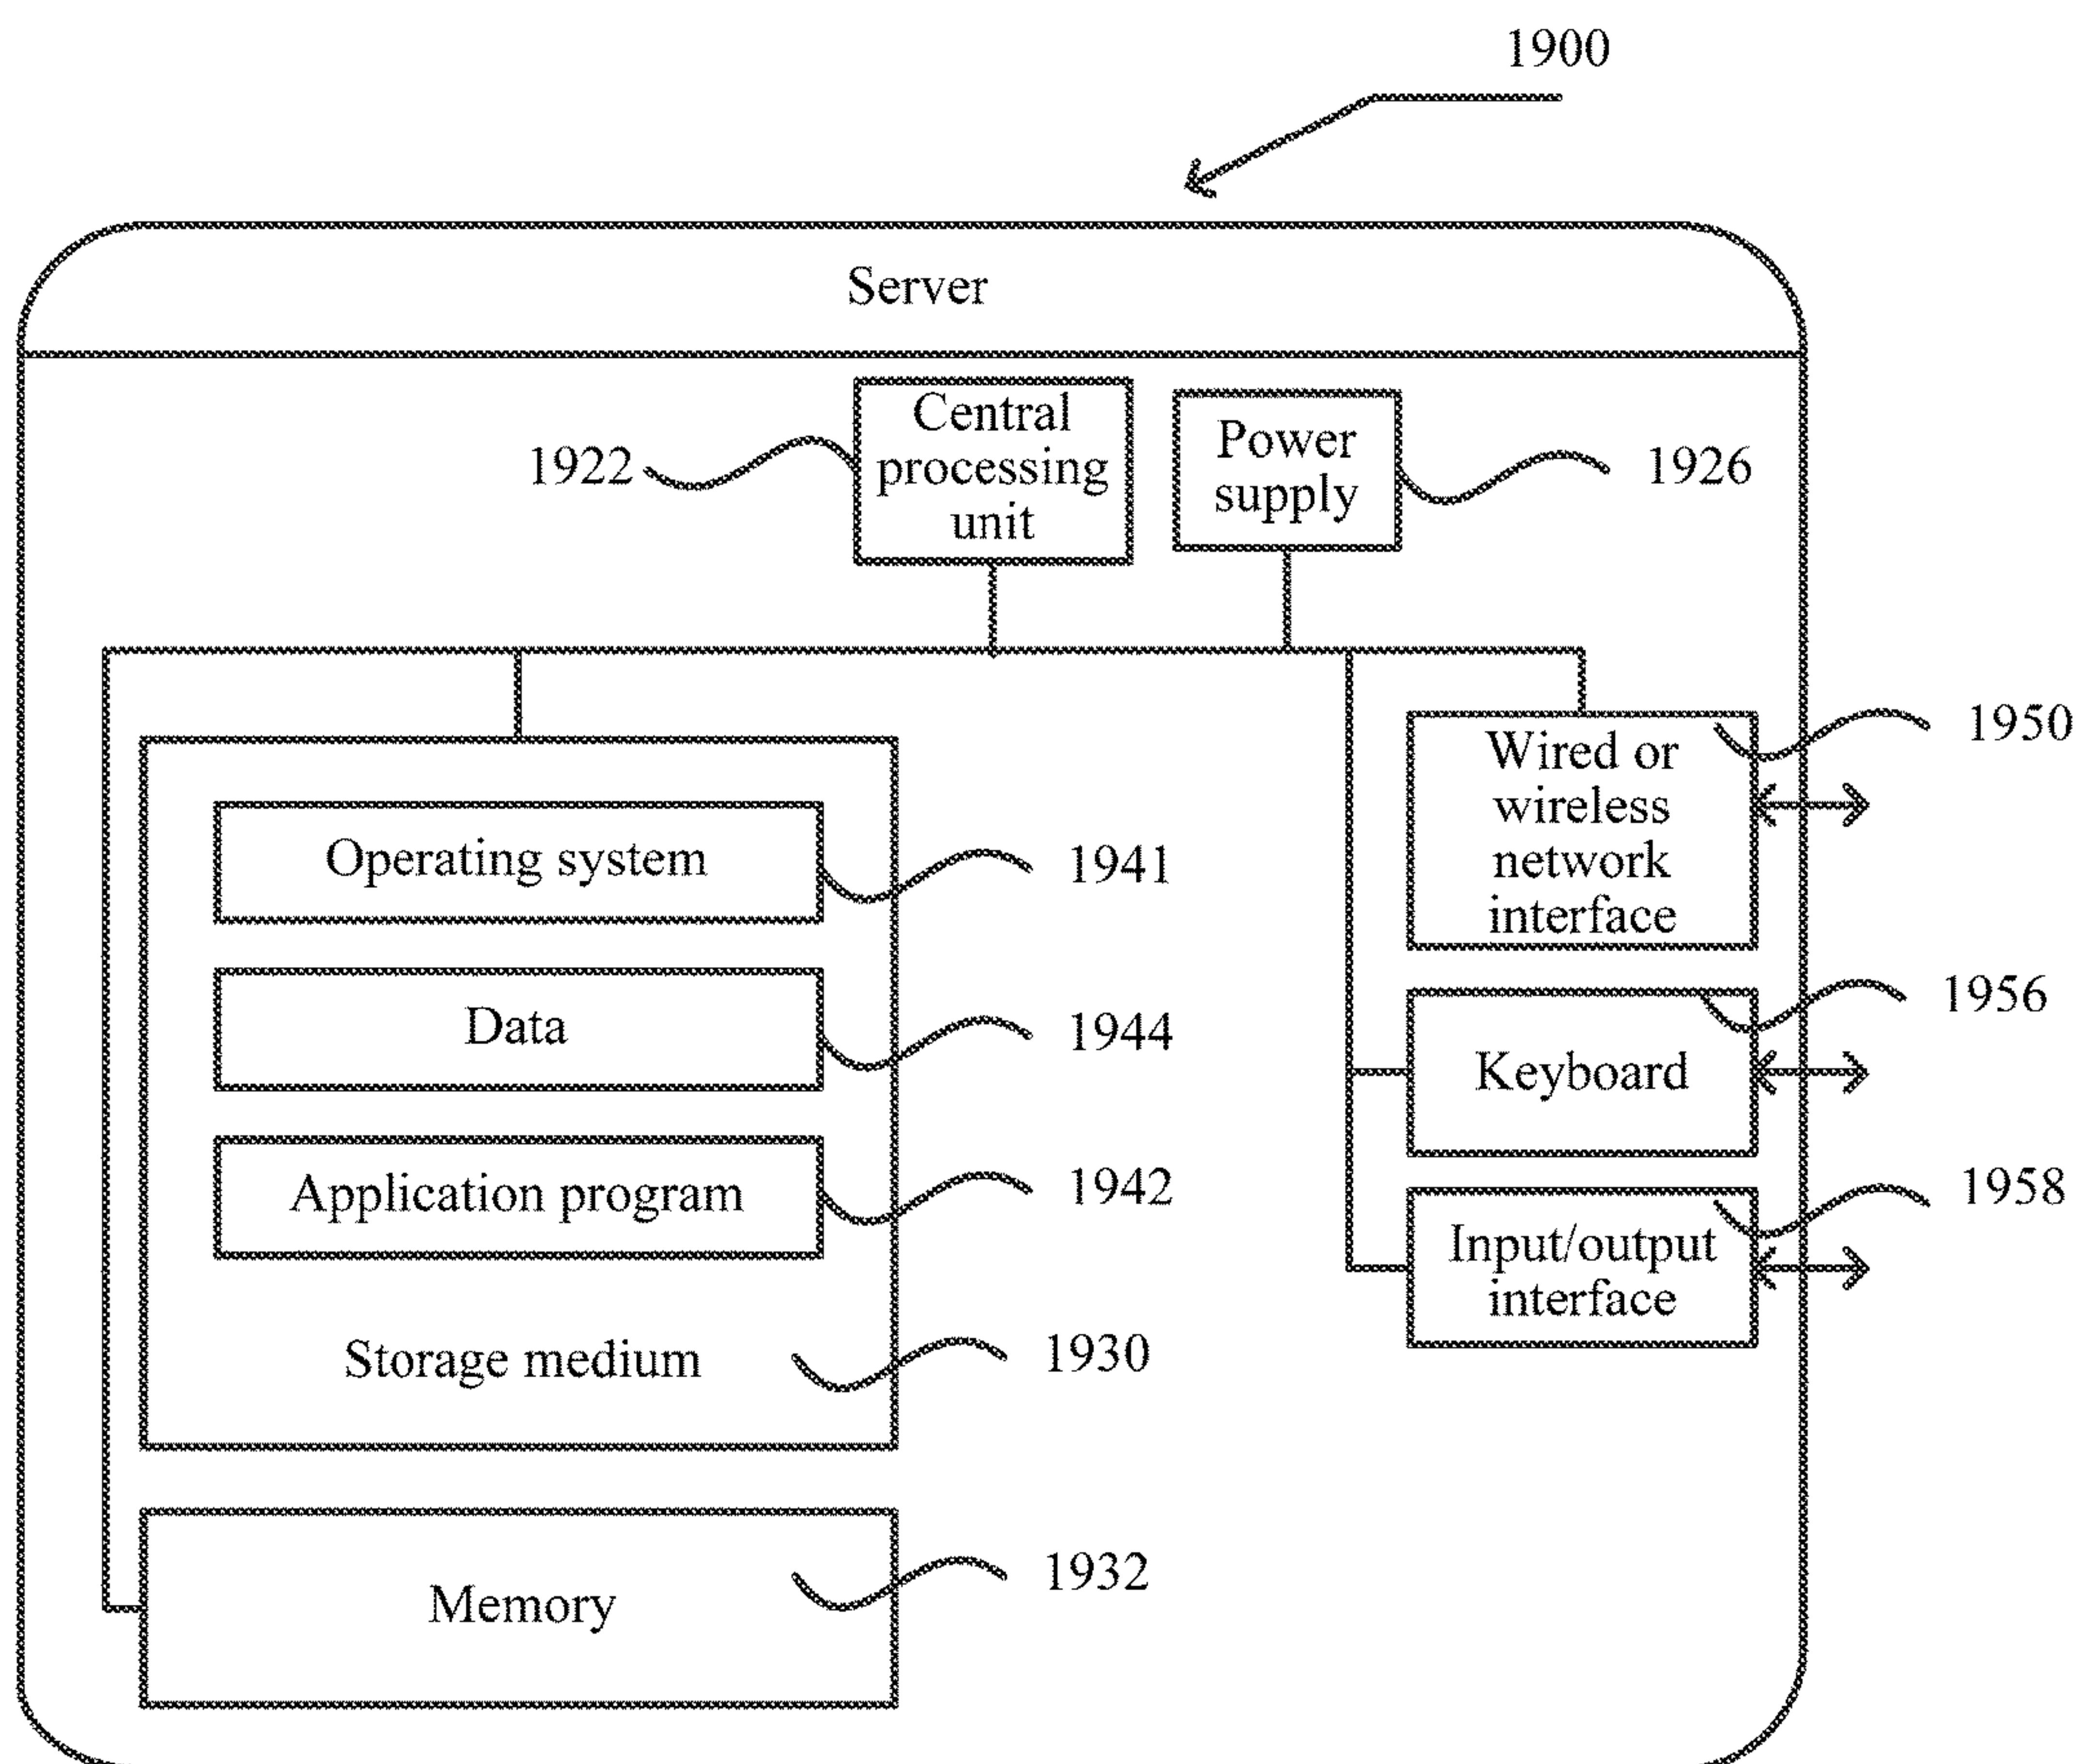 1900
Server
Central
processing
unit
1922
Power
supply
1926
Wired or
wireless
network
interface
1950
Operating system
1941
Data
1944
Keyboard
1956
Application program
1942
Input/output
interface
1958
Storage medium
1930
Memory
1932